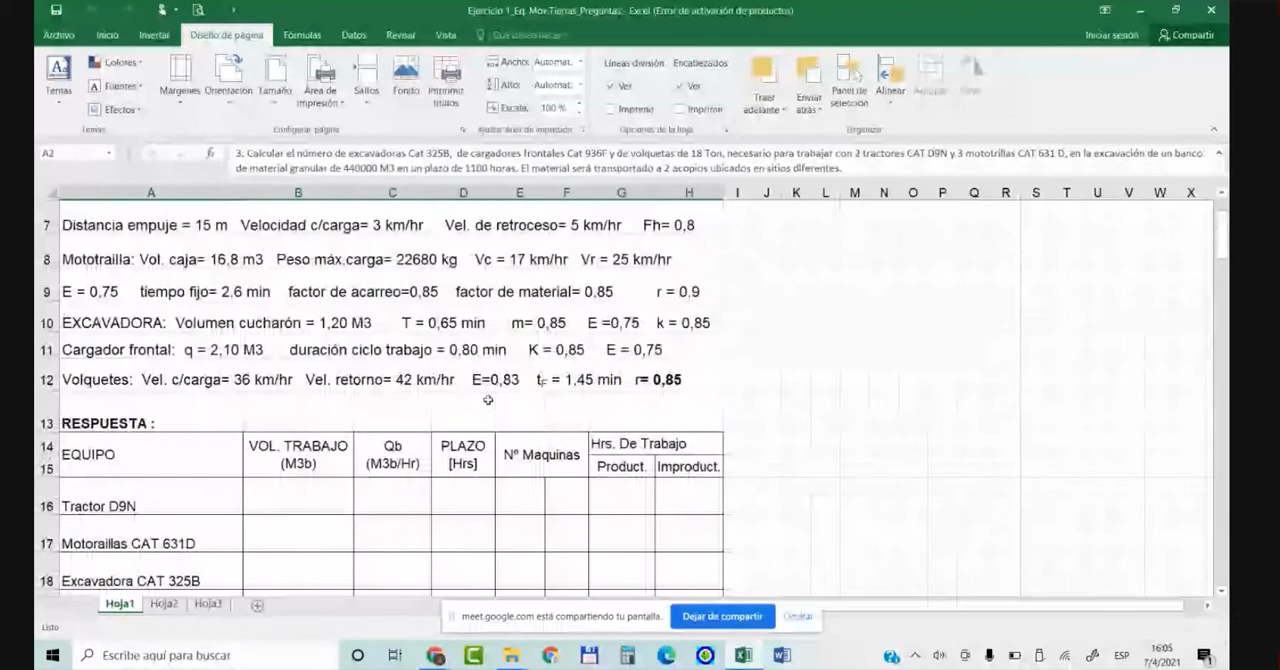 Ejercicio 1_Eq. Mov.Tierras_Preguntas - Excel (Error de activación de productos)
Archivo Inicio Insertar Diseño de página Fórmulas Datos Revisar Vista Iniciar sesión Compartir
Colores Fuentes Efectos Temas
Márgenes Orientación Tamaño Área de impresión Saltos Fondo Imprimir títulos
Ancho: Automat.
Alto: Automat.
Escala: 100 %
Líneas división Encabezados
Ver Ver
Imprimir Imprimir
Traer adelante Enviar atrás Panel de selección Alinear
Temas Configurar página Ajustar área de impresión Opciones de la hoja Organizar
A2 fx 3. Calcular el número de excavadoras Cat 325B, de cargadores frontales Cat 936F y de volquetas de 18 Ton, necesario para trabajar con 2 tractores CAT D9N y 3 mototrillas CAT 631 D, en la excavación de un banco
de material granular de 440000 M3 en un plazo de 1100 horas. El material será transportado a 2 acopios ubicados en sitios diferentes.
A B C D E F G H I J K L M N O P Q R S T U V W X
7 Distancia empuje = 15 m Velocidad c/carga= 3 km/hr Vel. de retroceso= 5 km/hr Fh= 0,8
8 Mototrailla: Vol. caja= 16,8 m3 Peso máx.carga= 22680 kg Vc = 17 km/hr Vr = 25 km/hr
9 E = 0,75 tiempo fijo= 2,6 min factor de acarreo=0,85 factor de material= 0,85 r = 0,9
10 EXCAVADORA: Volumen cucharón = 1,20 M3 T = 0,65 min m= 0,85 E =0,75 k = 0,85
11 Cargador frontal: q = 2,10 M3 duración ciclo trabajo = 0,80 min K = 0,85 E = 0,75
12 Volquetes: Vel. c/carga= 36 km/hr Vel. retorno= 42 km/hr E=0,83 tF = 1,45 min r= 0,85
13 RESPUESTA :
14 EQUIPO VOL. TRABAJO Qb PLAZO Nº Maquinas Hrs. De Trabajo
15 (M3b) (M3b/Hr) [Hrs] Product. Improduct.
16 Tractor D9N
17 Motoraillas CAT 631D
18 Excavadora CAT 325B
Hoja1 Hoja2 Hoja3
meet.google.com está compartiendo tu pantalla. Dejar de compartir Ocultar
Listo
Escribe aquí para buscar
ESP 16:05
7/4/2021